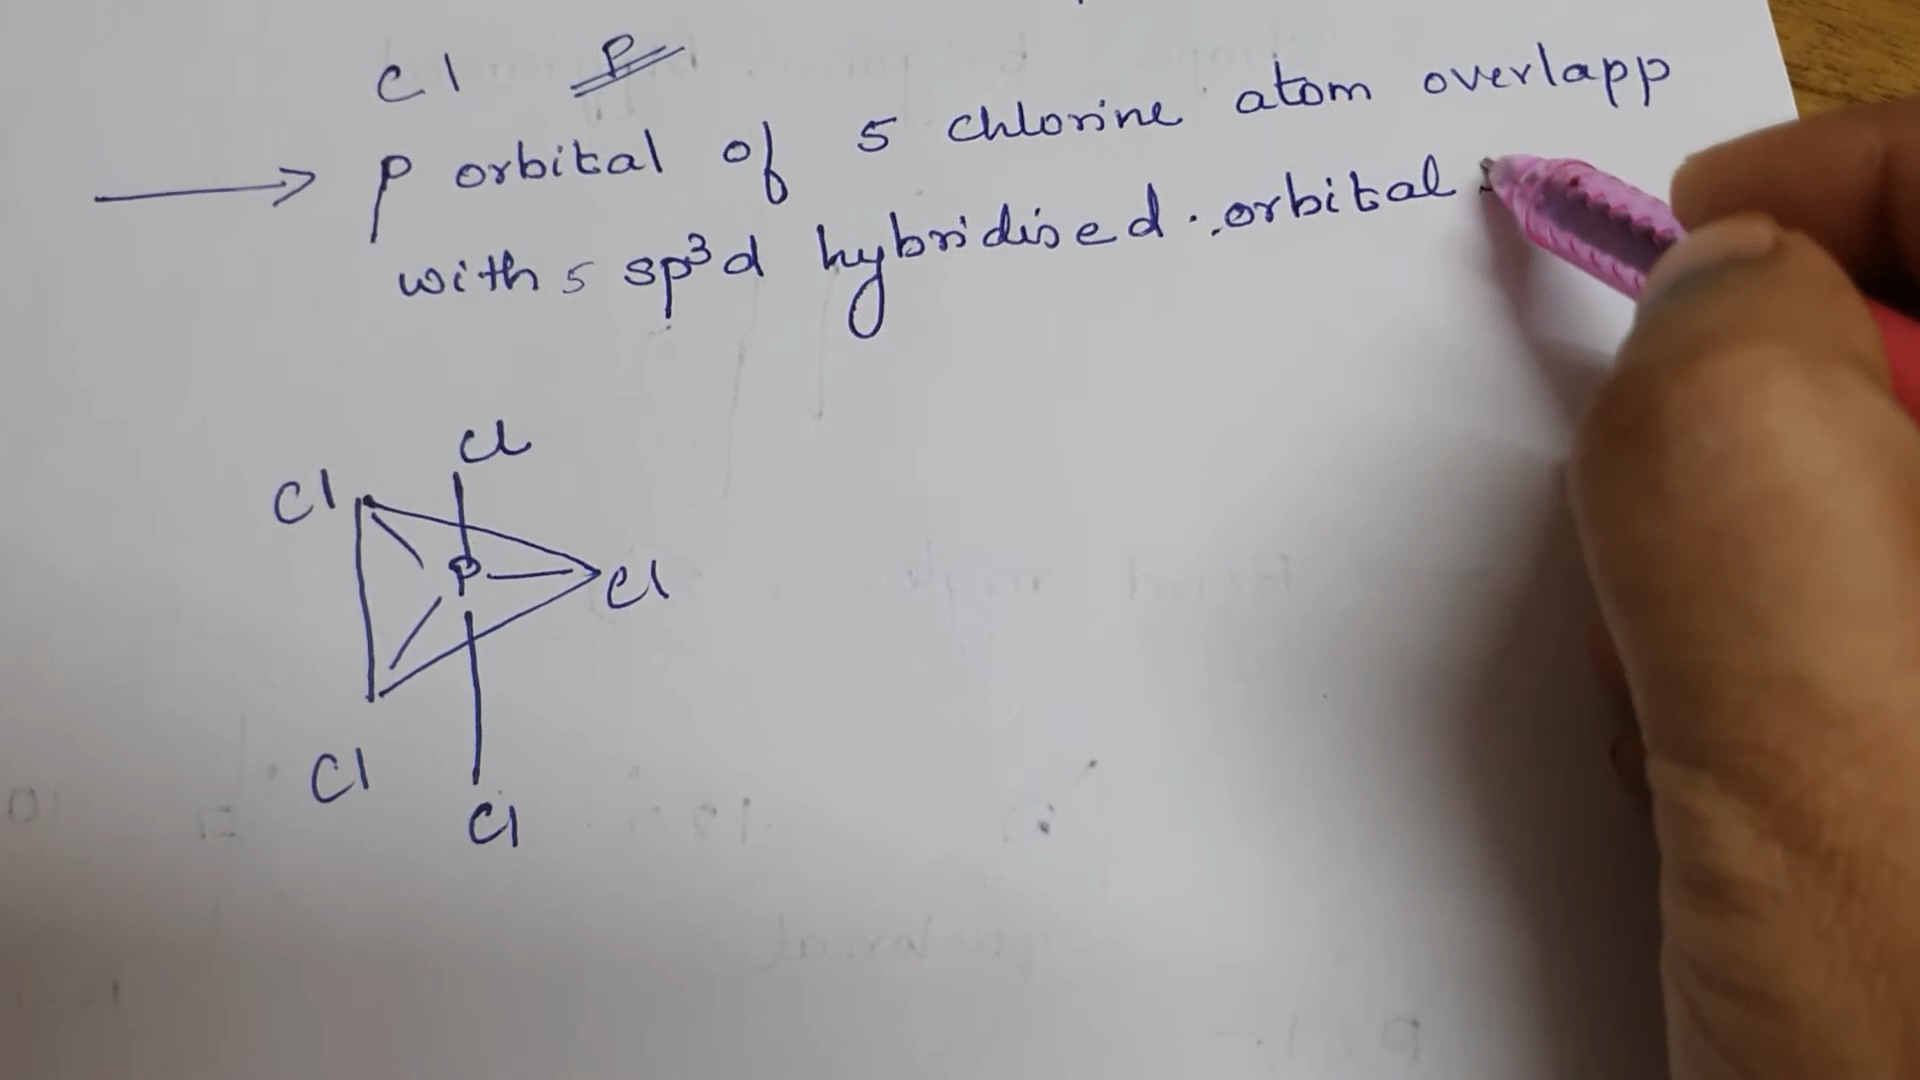 Cl P
p orbital of 5 chlorine atom overlapp
with 5 sp³d hybridised orbital
Cl
Cl
P
Cl
Cl
Cl